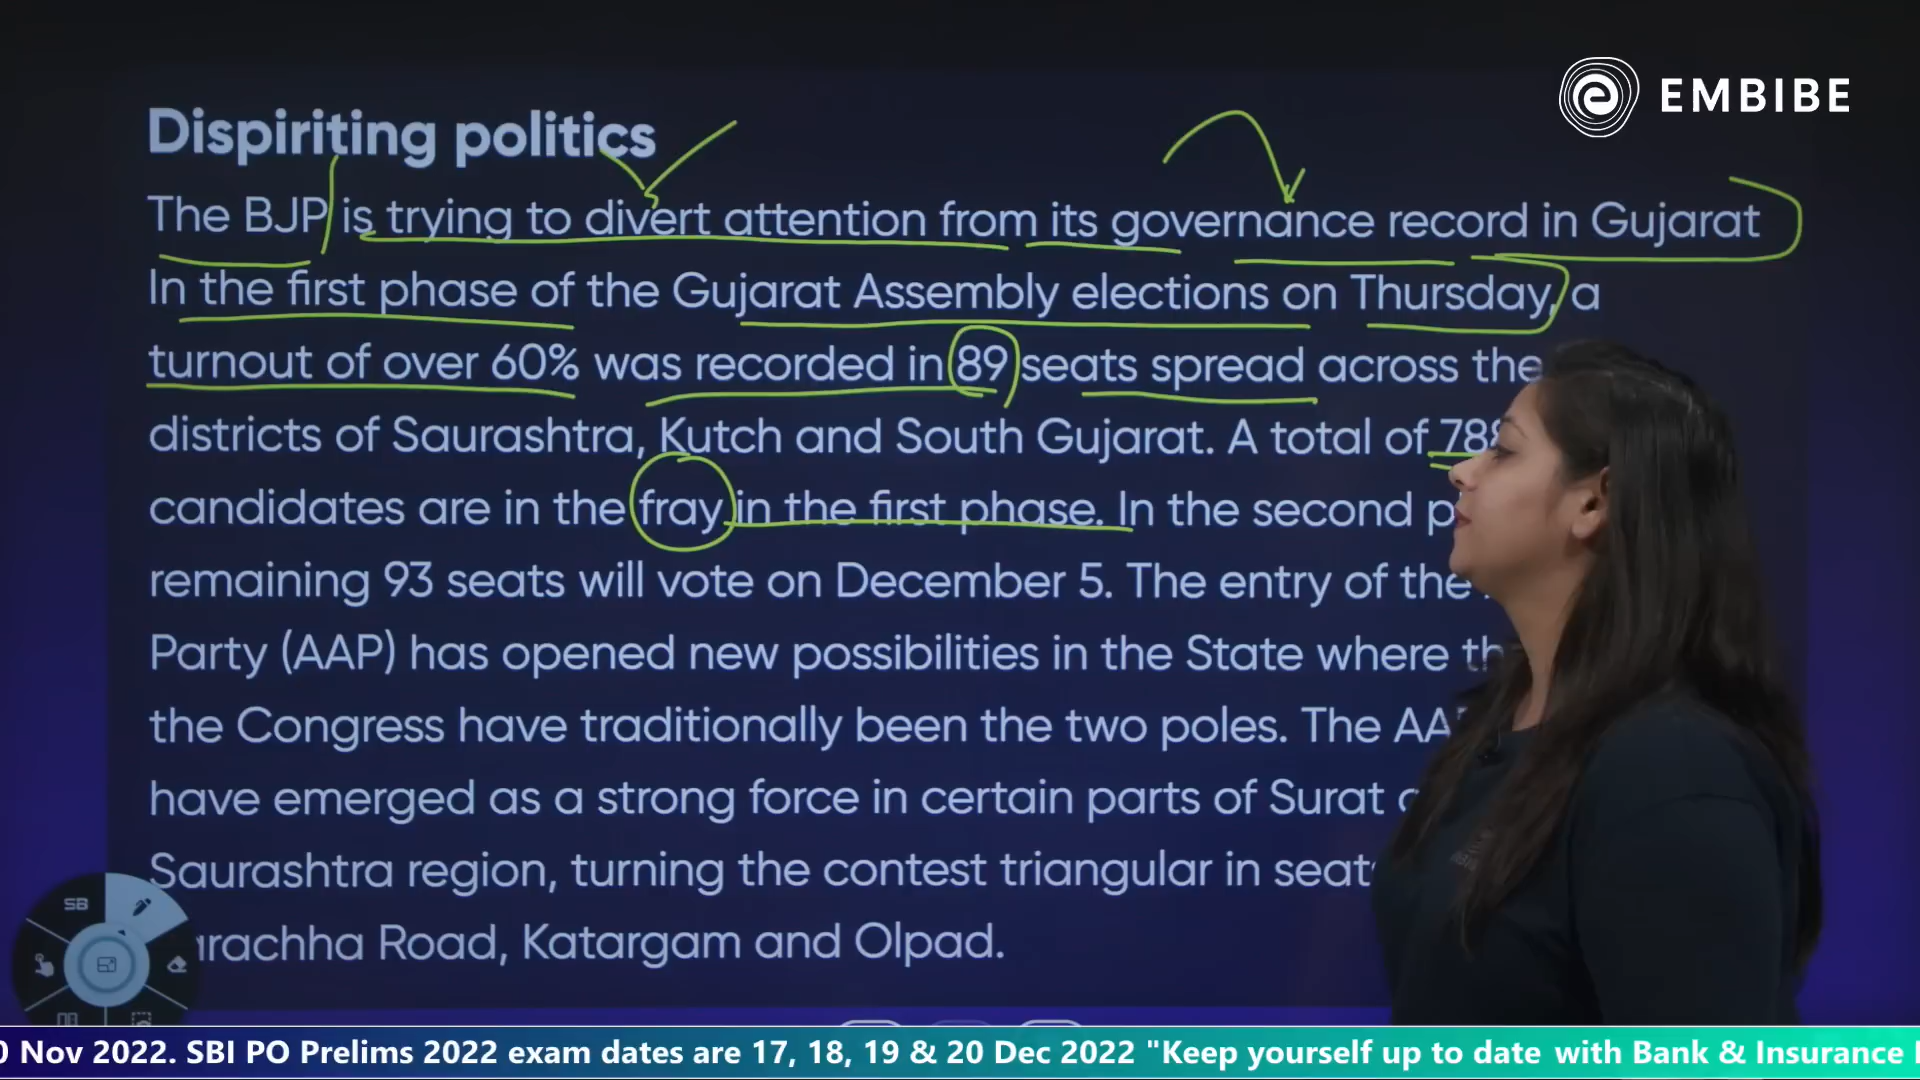 EMBIBE
Dispiriting politics
The BJP is trying to divert attention from its governance record in Gujarat
In the first phase of the Gujarat Assembly elections on Thursday, a
turnout of over 60% was recorded in 89 seats spread across the
districts of Saurashtra, Kutch and South Gujarat. A total of 788
candidates are in the fray in the first phase. In the second p
remaining 93 seats will vote on December 5. The entry of the
Party (AAP) has opened new possibilities in the State where th
the Congress have traditionally been the two poles. The AA
have emerged as a strong force in certain parts of Surat
Saurashtra region, turning the contest triangular in seats
arachha Road, Katargam and Olpad.
SB
0 Nov 2022. SBI PO Prelims 2022 exam dates are 17, 18, 19 & 20 Dec 2022 "Keep yourself up to date with Bank & Insurance